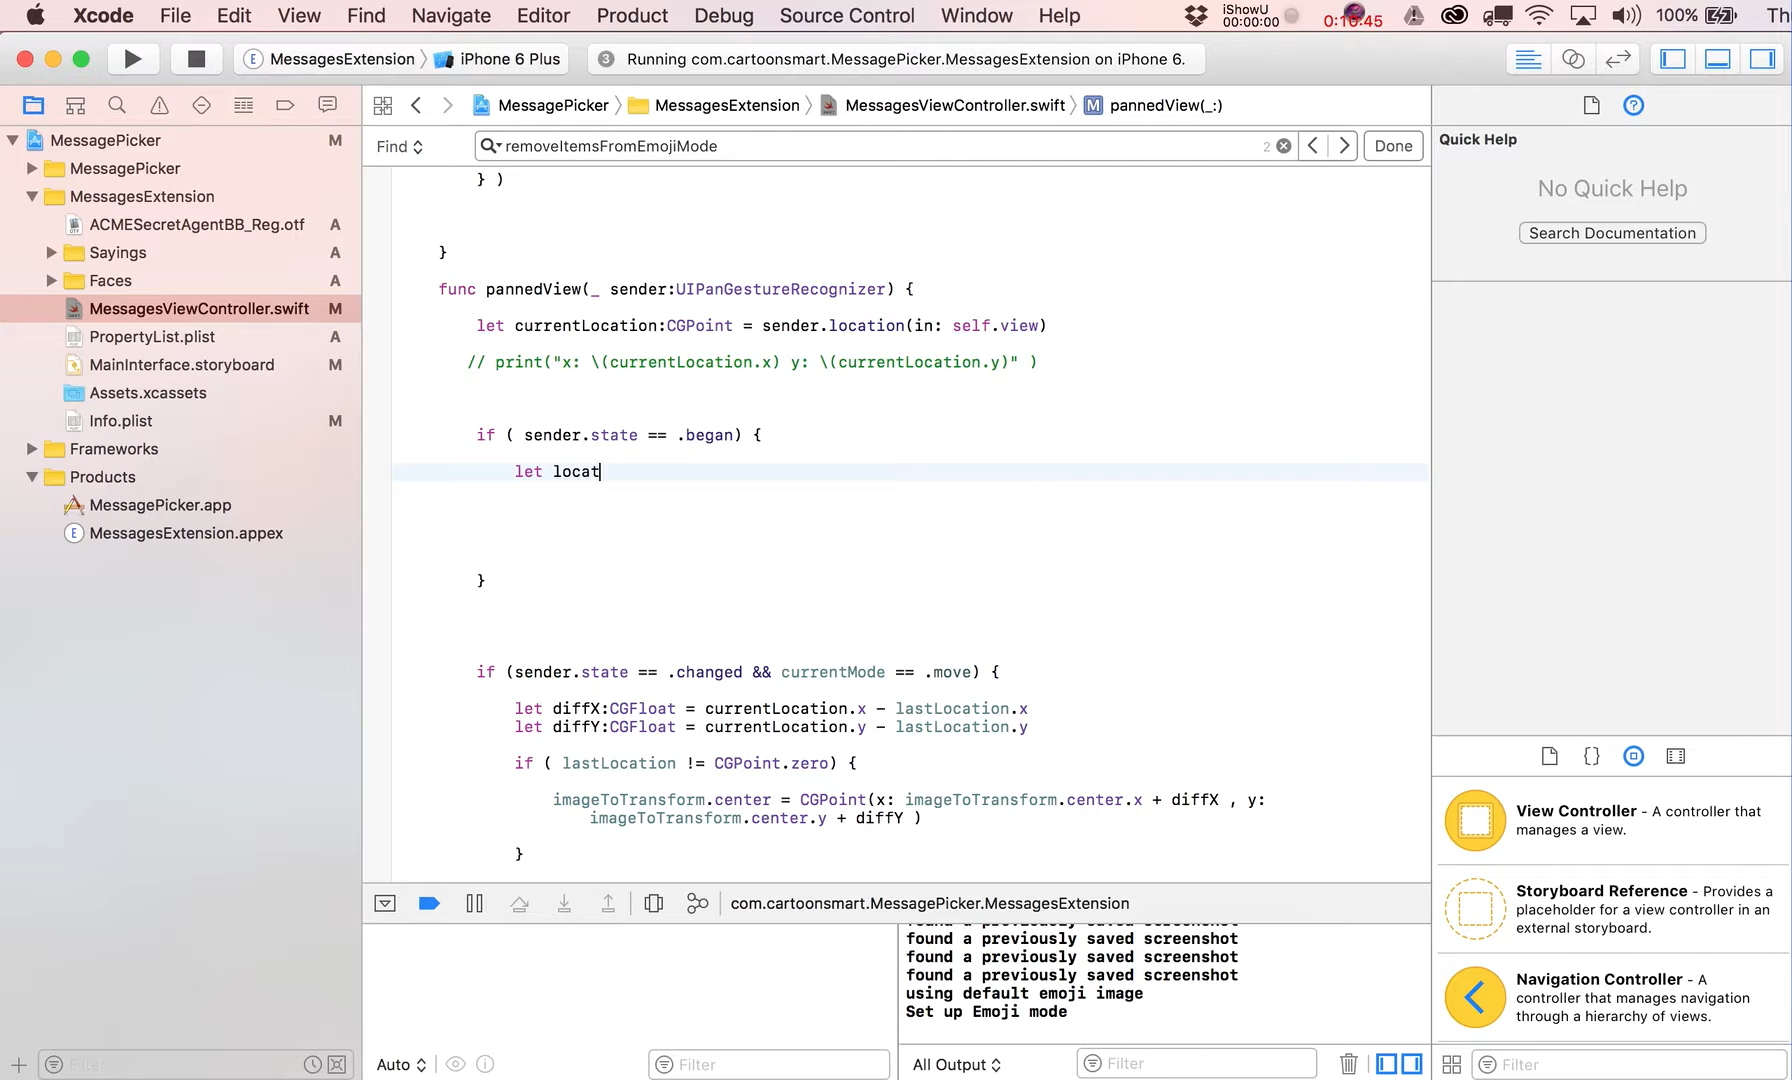 Xcode File Edit View Find Navigate Editor Product Debug Source Control Window Help iShowU 00:00:00 0:10:45 100% Th
MessagesExtension iPhone 6 Plus 3 Running com.cartoonsmart.MessagePicker.MessagesExtension on iPhone 6.
MessagePicker MessagesExtension MessagesViewController.swift M pannedView(_:)
Find removeItemsFromEmojiMode 2 Done
MessagePicker M
MessagePicker
MessagesExtension
ACMESecretAgentBB_Reg.otf A
Sayings A
Faces A
MessagesViewController.swift M
PropertyList.plist A
MainInterface.storyboard M
Assets.xcassets
Info.plist M
Frameworks
Products
MessagePicker.app
E MessagesExtension.appex
Filter
} )
}
func pannedView(_ sender:UIPanGestureRecognizer) {
let currentLocation:CGPoint = sender.location(in: self.view)
// print("x: \(currentLocation.x) y: \(currentLocation.y)" )
if ( sender.state == .began) {
let locat
}
if (sender.state == .changed && currentMode == .move) {
let diffX:CGFloat = currentLocation.x - lastLocation.x
let diffY:CGFloat = currentLocation.y - lastLocation.y
if ( lastLocation != CGPoint.zero) {
imageToTransform.center = CGPoint(x: imageToTransform.center.x + diffX , y:
imageToTransform.center.y + diffY )
}
com.cartoonsmart.MessagePicker.MessagesExtension
found a previously saved screenshot
found a previously saved screenshot
found a previously saved screenshot
using default emoji image
Set up Emoji mode
Auto Filter All Output Filter
Quick Help
No Quick Help
Search Documentation
View Controller - A controller that
manages a view.
Storyboard Reference - Provides a
placeholder for a view controller in an
external storyboard.
Navigation Controller - A
controller that manages navigation
through a hierarchy of views.
Filter